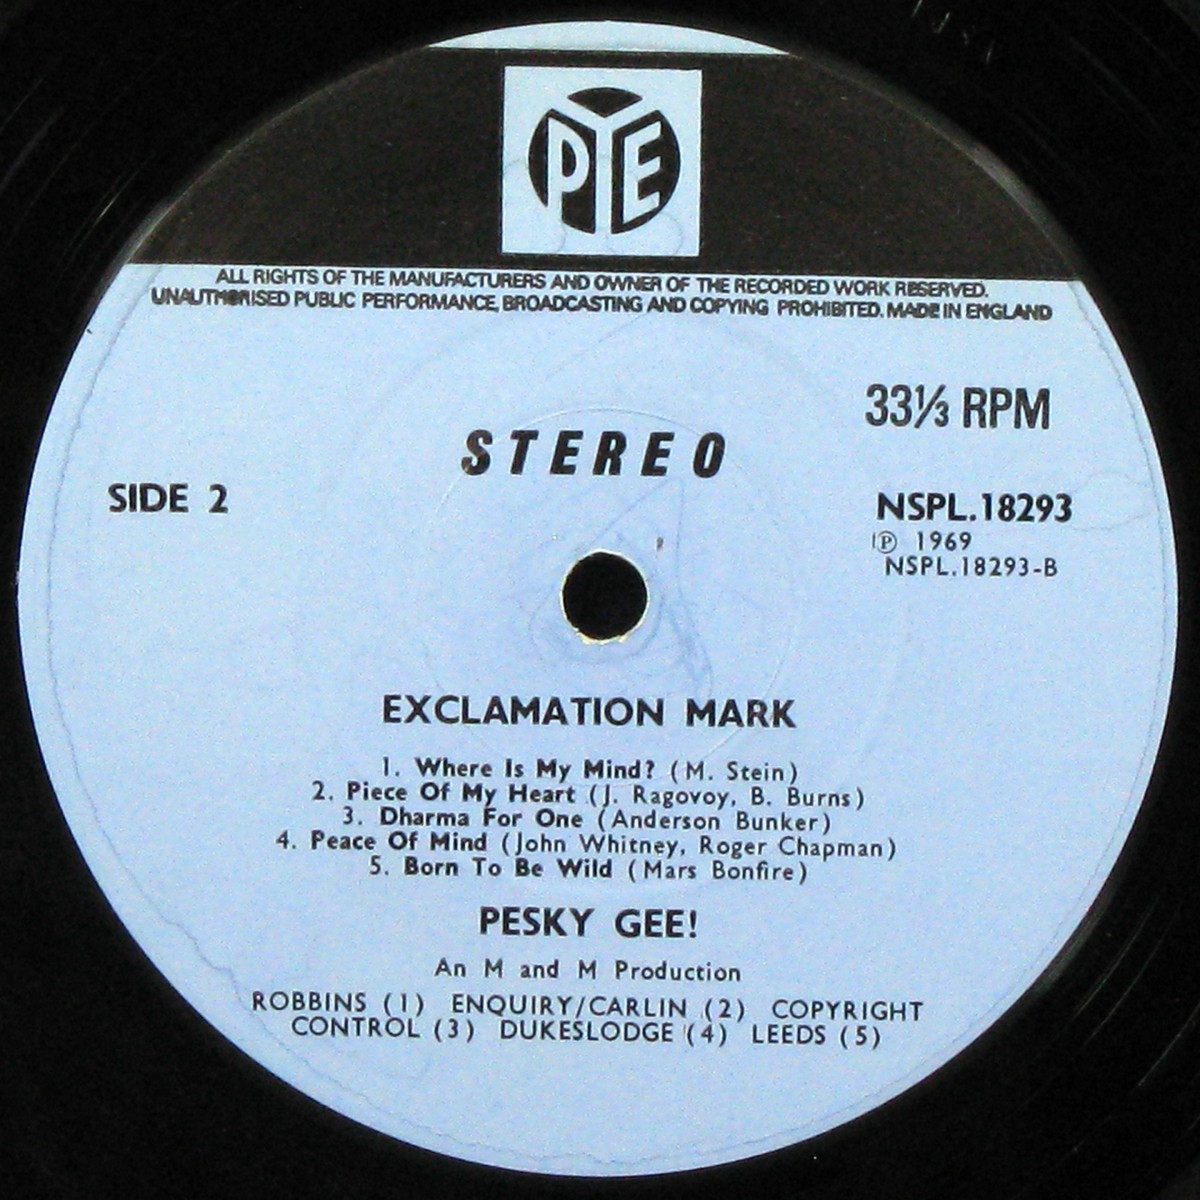 PYE
ALL RIGHTS OF THE MANUFACTURERS AND OWNER OF THE RECORDED WORK RESERVED.
UNAUTHORISED PUBLIC PERFORMANCE, BROADCASTING AND COPYING PROHIBITED. MADE IN ENGLAND
33⅓ RPM
STEREO
SIDE 2
NSPL.18293
Ⓟ 1969
NSPL.18293-B
EXCLAMATION MARK
1. Where Is My Mind? (M. Stein)
2. Piece Of My Heart (J. Ragovoy, B. Burns)
3. Dharma For One (Anderson Bunker)
4. Peace Of Mind (John Whitney, Roger Chapman)
5. Born To Be Wild (Mars Bonfire)
PESKY GEE!
An M and M Production
ROBBINS (1) ENQUIRY/CARLIN (2) COPYRIGHT
CONTROL (3) DUKESLODGE (4) LEEDS (5)